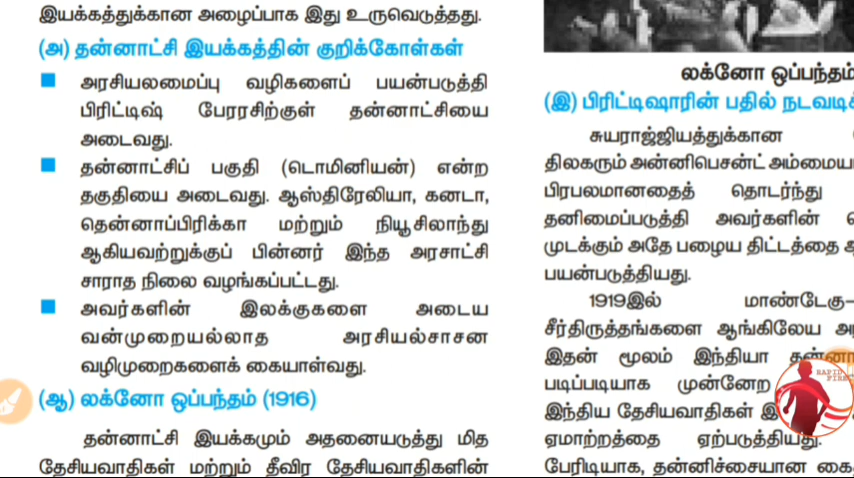 இயக்கத்துக்கான அழைப்பாக இது உருவெடுத்தது.
(அ) தன்னாட்சி இயக்கத்தின் குறிக்கோள்கள்
அரசியலமைப்பு வழிகளைப் பயன்படுத்தி
பிரிட்டிஷ் பேரரசிற்குள் தன்னாட்சியை
அடைவது.
தன்னாட்சிப் பகுதி (டொமினியன்) என்ற
தகுதியை அடைவது. ஆஸ்திரேலியா, கனடா,
தென்னாப்பிரிக்கா மற்றும் நியூசிலாந்து
ஆகியவற்றுக்குப் பின்னர் இந்த அரசாட்சி
சாராத நிலை வழங்கப்பட்டது.
அவர்களின் இலக்குகளை அடைய
வன்முறையல்லாத அரசியல்சாசன
வழிமுறைகளைக் கையாள்வது.
(ஆ) லக்னோ ஒப்பந்தம் (1916)
தன்னாட்சி இயக்கமும் அதனையடுத்து மித
தேசியவாதிகள் மற்றும் தீவிர தேசியவாதிகளின்
லக்னோ ஒப்பந்தம்
(இ) பிரிட்டிஷாரின் பதில்
சுயராஜ்ஜியத்துக்கான
திலகரும் அன்னிபெசன்ட்
பிரபலமானதைத் தொடர்ந்து
தனிமைப்படுத்தி அவர்களின்
முடக்கும் அதே பழைய திட்டத்தை
பயன்படுத்தியது.
1919இல் மாண்டேகு–
சீர்திருத்தங்களை ஆங்கிலேய
இதன் மூலம் இந்தியா
படிப்படியாக முன்னேற
இந்திய தேசியவாதிகள்
ஏமாற்றத்தை ஏற்படுத்தியது.
பேரிடியாக, தன்னிச்சையான
RAPID